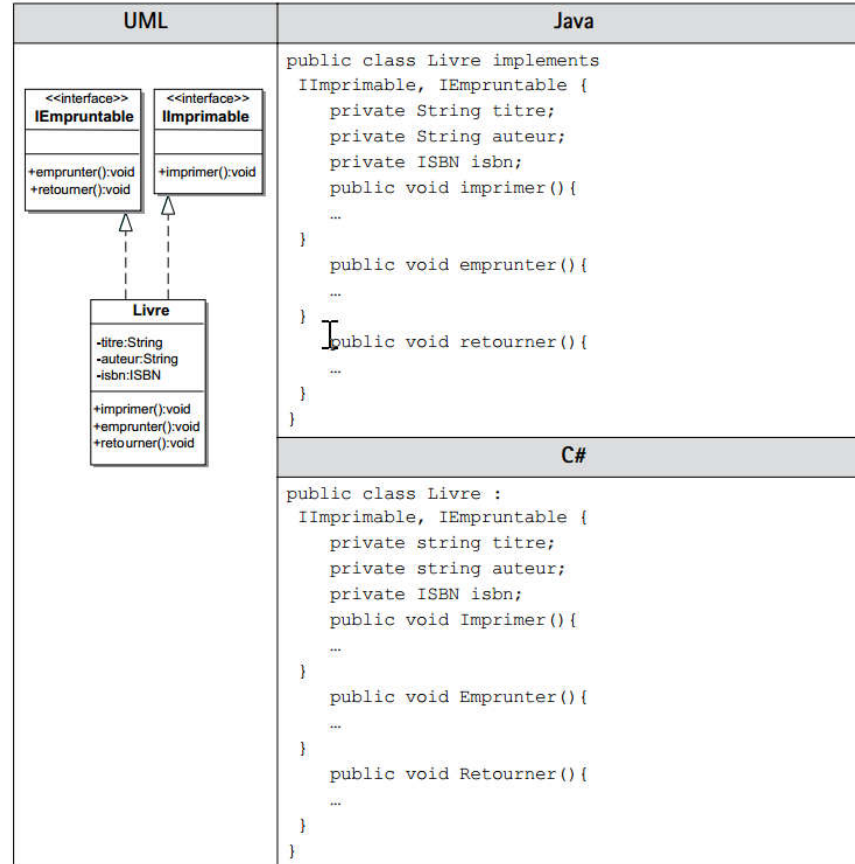 UML
Java
<<interface>>
IEmpruntable
+emprunter():void
+retourner():void
<<interface>>
IImprimable
+imprimer():void
Livre
-titre:String
-auteur:String
-isbn:ISBN
+imprimer():void
+emprunter():void
+retourner():void
public class Livre implements
IImprimable, IEmpruntable {
private String titre;
private String auteur;
private ISBN isbn;
public void imprimer(){
…
}
public void emprunter(){
…
}
public void retourner(){
…
}
}
C#
public class Livre :
IImprimable, IEmpruntable {
private string titre;
private string auteur;
private ISBN isbn;
public void Imprimer(){
…
}
public void Emprunter(){
…
}
public void Retourner(){
…
}
}